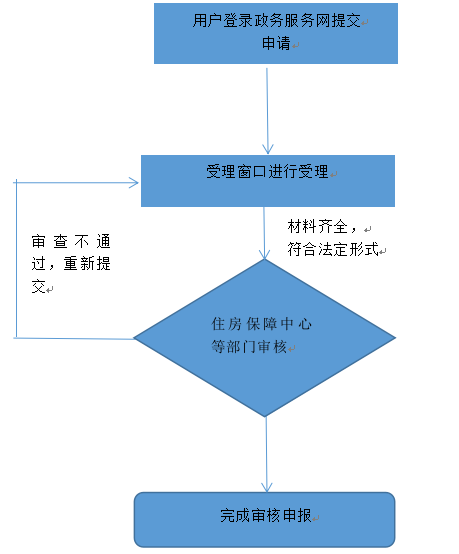 用户登录政务服务网提交
申请
受理窗口进行受理
材料齐全，
符合法定形式
审查不通
过，重新提
交
住房保障中心
等部门审核
完成审核申报